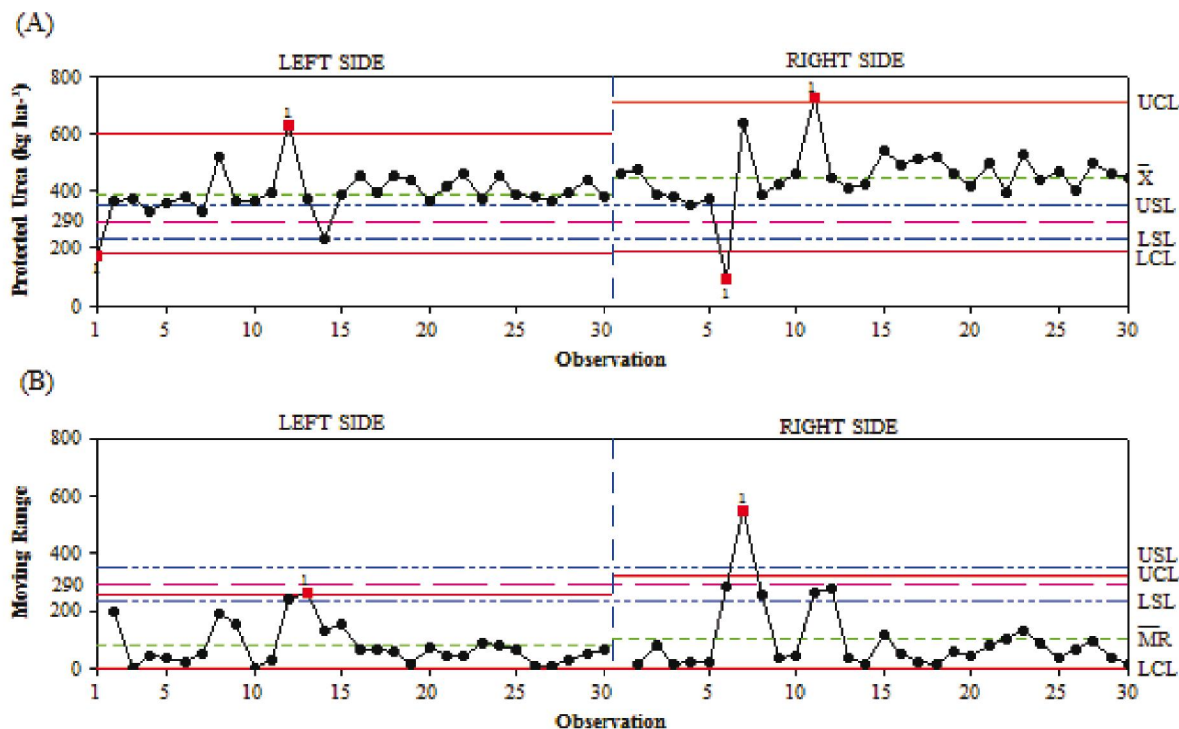 (A)
LEFT SIDE
RIGHT SIDE
Protected Urea (kg ha⁻¹)
800
600
400
290
200
0
1
1
1
1
UCL
X̅
USL
LSL
LCL
1 5 10 15 20 25 30 5 10 15 20 25 30
Observation
(B)
LEFT SIDE
RIGHT SIDE
Moving Range
800
600
400
290
200
0
1
1
USL
UCL
LSL
M̅R̅
LCL
1 5 10 15 20 25 30 5 10 15 20 25 30
Observation